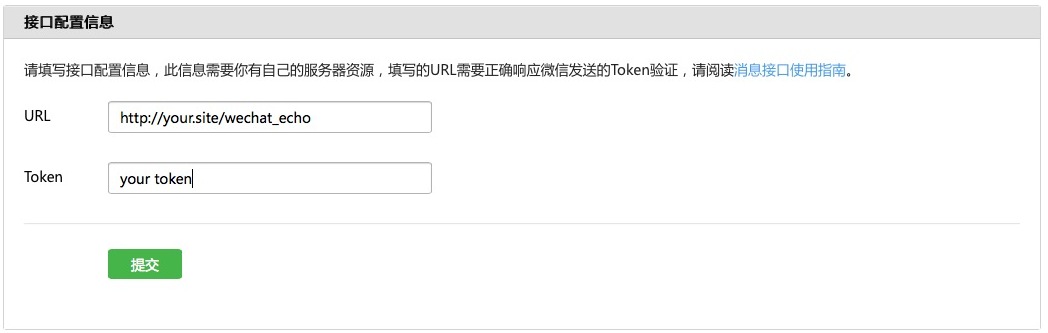 接口配置信息
请填写接口配置信息，此信息需要你有自己的服务器资源，填写的URL需要正确响应微信发送的Token验证，请阅读消息接口使用指南。
URL http://your.site/wechat_echo
Token your token
提交